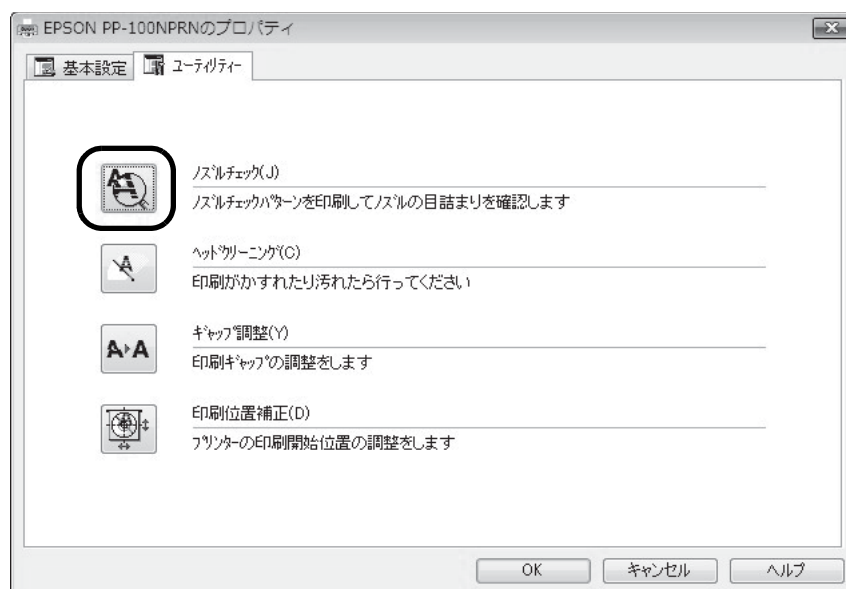 EPSON PP-100NPRNのプロパティ
基本設定 ユーティリティー
ノズルチェック(J)
ノズルチェックパターンを印刷してノズルの目詰まりを確認します
ヘッドクリーニング(C)
印刷がかすれたり汚れたら行ってください
ギャップ調整(Y)
印刷ギャップの調整をします
印刷位置補正(D)
プリンターの印刷開始位置の調整をします
OK キャンセル ヘルプ